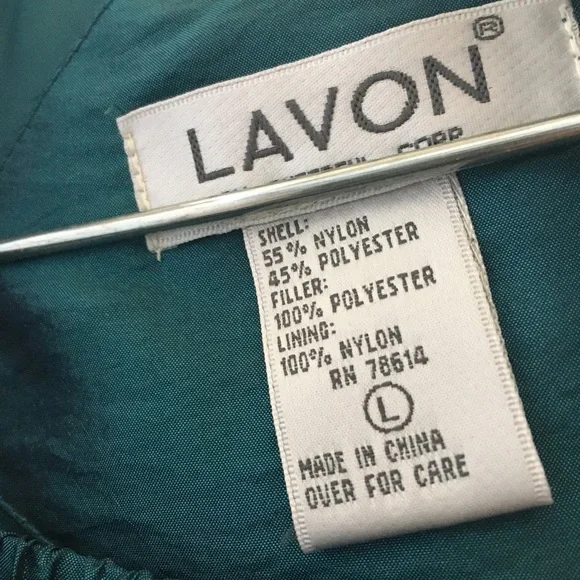 LAVON®
CORP
SHELL:
55% NYLON
45% POLYESTER
FILLER:
100% POLYESTER
LINING:
100% NYLON
RN 78614
L
MADE IN CHINA
OVER FOR CARE